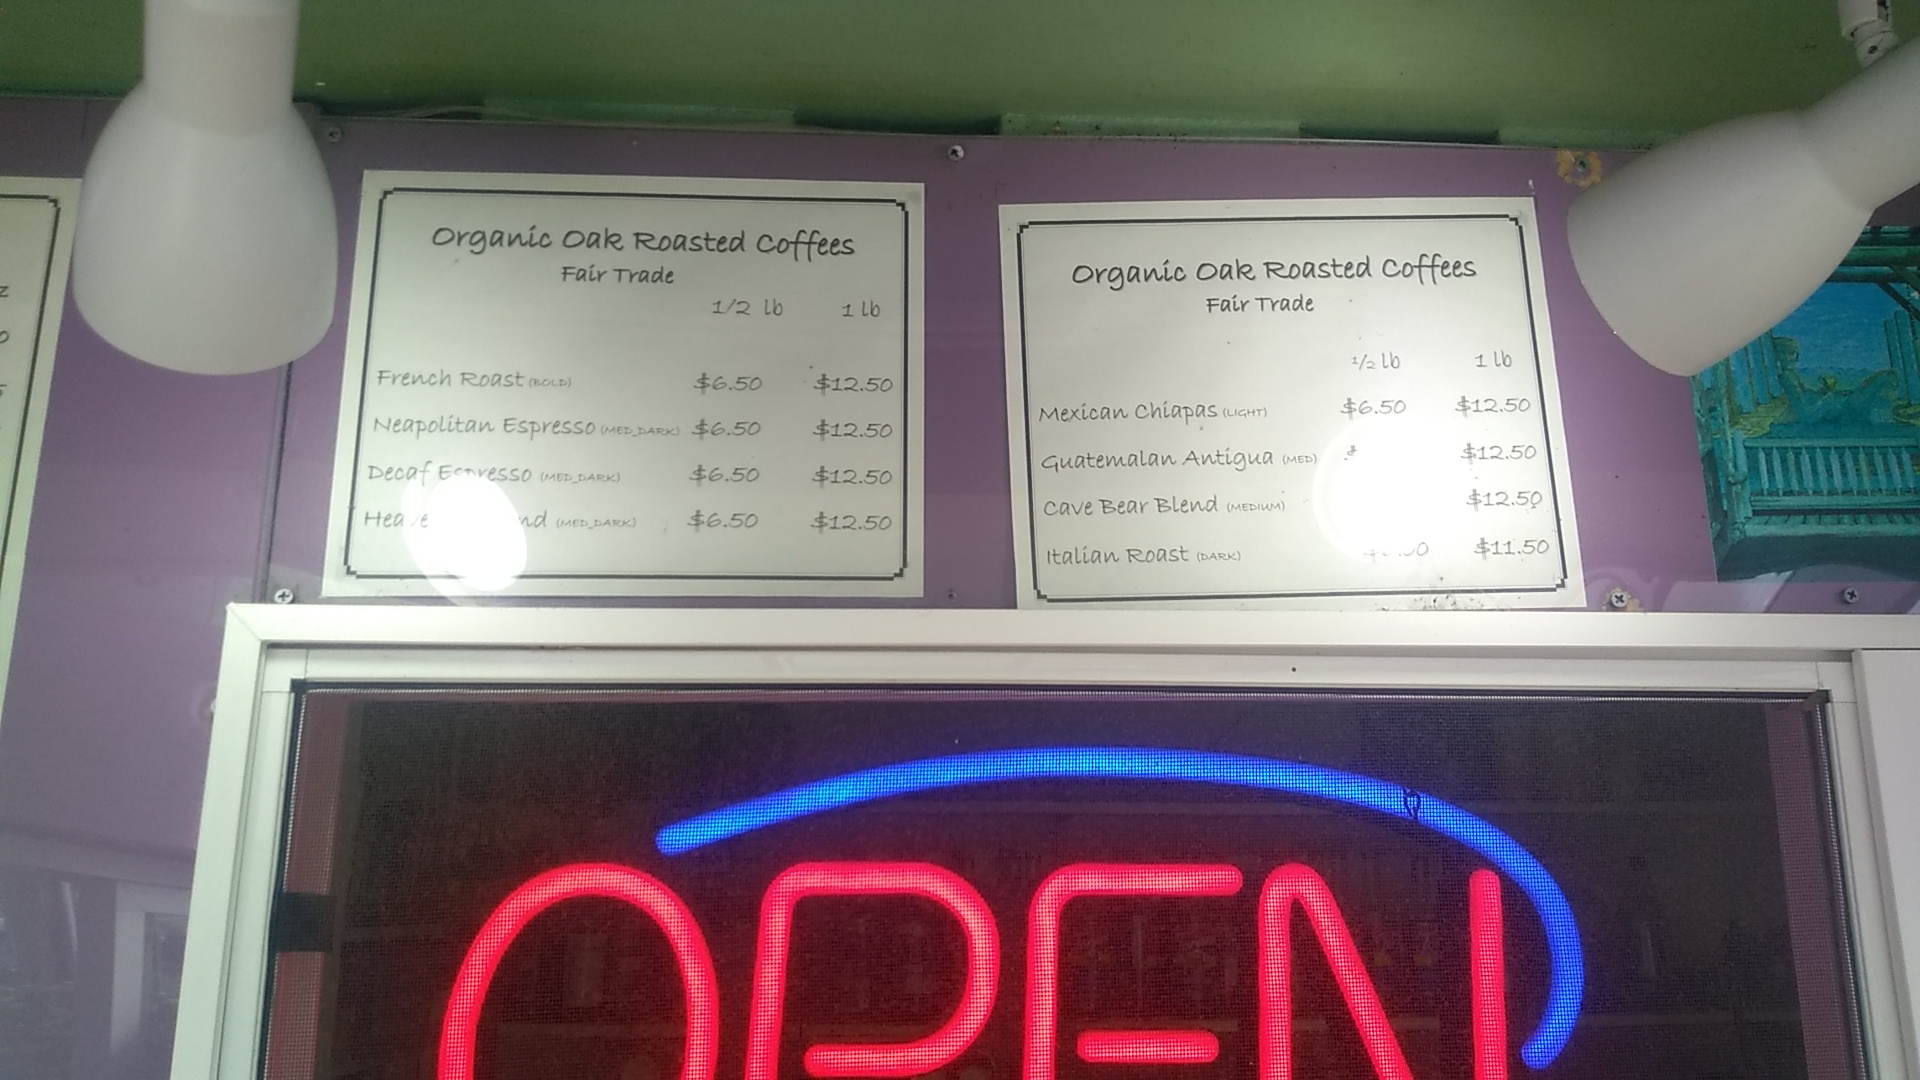 Organic Oak Roasted Coffees
Fair Trade
1/2 lb 1 lb
French Roast (BOLD) $6.50 $12.50
Neapolitan Espresso (MED_DARK) $6.50 $12.50
Decaf Espresso (MED_DARK) $6.50 $12.50
(MED_DARK) $6.50 $12.50
Organic Oak Roasted Coffees
Fair Trade
1/2 lb 1 lb
Mexican Chiapas (LIGHT) $6.50 $12.50
Guatemalan Antigua (MED) $12.50
Cave Bear Blend (MEDIUM) $12.50
Italian Roast (DARK) $11.50
OPEN